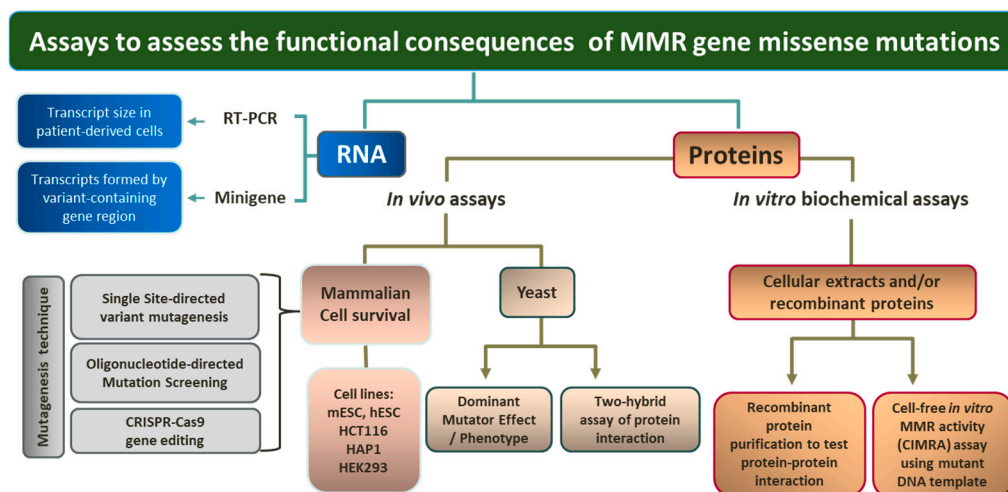 Assays to assess the functional consequences of MMR gene missense mutations
Transcript size in
patient-derived cells
RT-PCR
RNA
Transcripts formed by
variant-containing
gene region
Minigene
Proteins
In vivo assays
In vitro biochemical assays
Mutagenesis technique
Single Site-directed
variant mutagenesis
Oligonucleotide-directed
Mutation Screening
CRISPR-Cas9
gene editing
Mammalian
Cell survival
Cell lines:
mESC, hESC
HCT116
HAP1
HEK293
Yeast
Dominant
Mutator Effect
/ Phenotype
Two-hybrid
assay of protein
interaction
Cellular extracts and/or
recombinant proteins
Recombinant
protein
purification to test
protein-protein
interaction
Cell-free in vitro
MMR activity
(CIMRA) assay
using mutant
DNA template